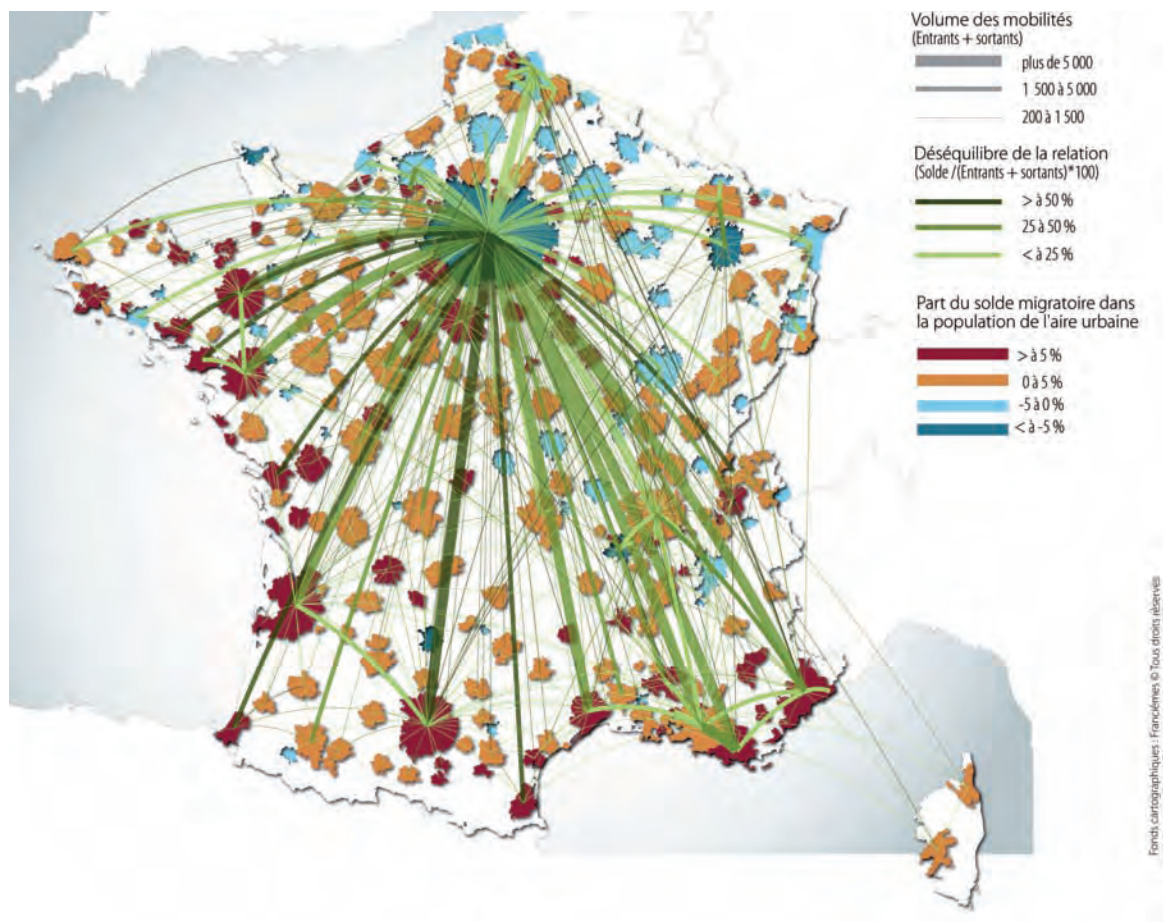 Volume des mobilités
(Entrants + sortants)
plus de 5 000
1 500 à 5 000
200 à 1 500
Déséquilibre de la relation
(Solde /(Entrants + sortants)*100)
> à 50 %
25 à 50 %
< à 25 %
Part du solde migratoire dans
la population de l'aire urbaine
> à 5 %
0 à 5 %
-5 à 0 %
< à -5 %
Fonds cartographiques : Franciémes © Tous droits réservés